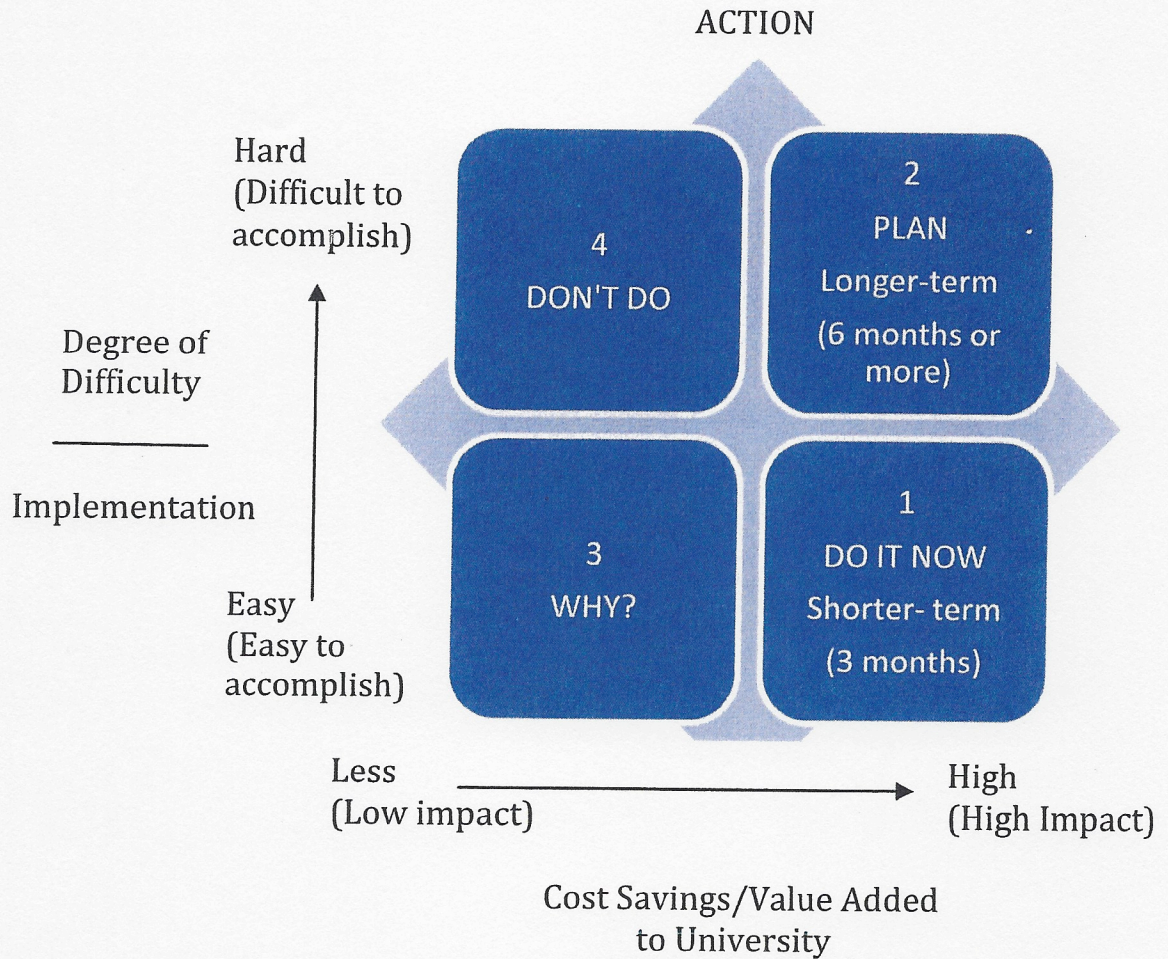 ACTION
Hard
(Difficult to
accomplish)
4
DON'T DO
2
PLAN
Longer-term
(6 months or
more)
Degree of
Difficulty
Implementation
3
WHY?
1
DO IT NOW
Shorter- term
(3 months)
Easy
(Easy to
accomplish)
Less
(Low impact)
High
(High Impact)
Cost Savings/Value Added
to University